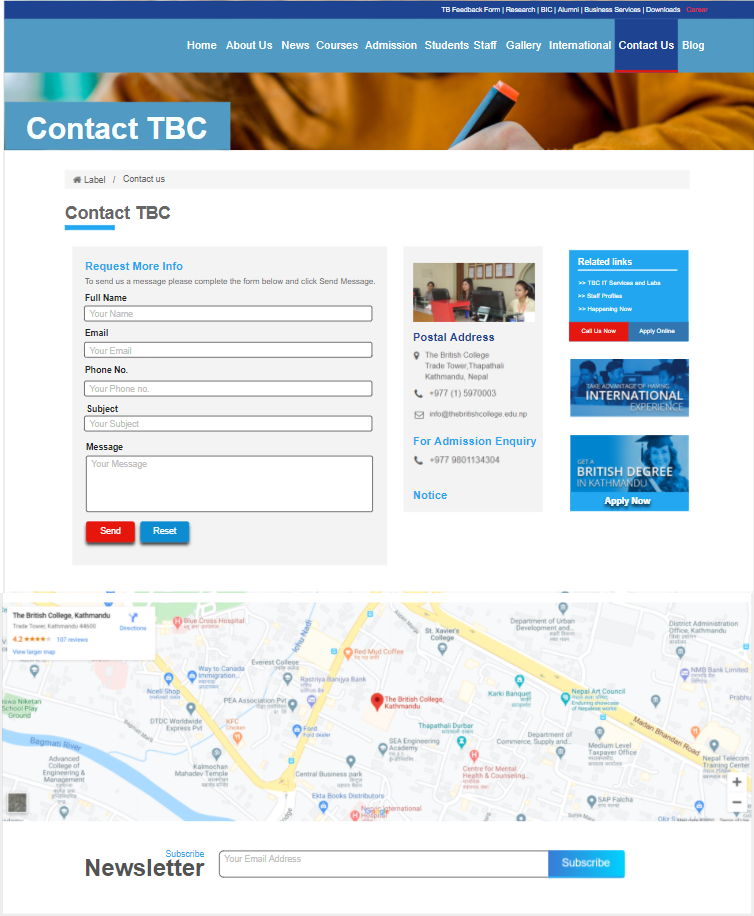 TB Feedback Form | Research | BIC | Alumni | Business Services | Downloads Career
Home About Us News Courses Admission Students Staff Gallery International Contact Us Blog
Contact TBC
Label / Contact us
Contact TBC
Request More Info
To send us a message please complete the form below and click Send Message.
Full Name
Your Name
Email
Your Email
Phone No.
Your Phone no.
Subject
Your Subject
Message
Your Message
Send Reset
Postal Address
The British College
Trade Tower,Thapathali
Kathmandu, Nepal
+977 (1) 5970003
info@thebritishcollege.edu.np
For Admission Enquiry
+977 9801134304
Notice
Related links
>> TBC IT Services and Labs
>> Staff Profiles
>> Happening Now
Call Us Now Apply Online
TAKE ADVANTAGE OF HAVING
INTERNATIONAL
EXPERIENCE
GET A
BRITISH DEGREE
IN KATHMANDU
Apply Now
The British College, Kathmandu
Trade Tower, Kathmandu 44600
4.2 107 reviews
Directions
View larger map
Blue Cross Hospital
Ichu Nadi
St. Xavier's
College
Department of Urban
Development and...
District Administration
Office, Kathmandu
Red Mud Coffee
Everest College
Way to Canada
Immigration...
Ncell Shop
Rastriya Banijya Bank
NMB Bank Limited
Karki Banquet
Nepal Art Council
PEA Association Pvt
The British College,
Kathmandu
Prabhu
DTDC Worldwide
Express Pvt
KFC
Chicken
Ford
Ford dealer
Thapathali Durbar
Madan Bhandari Road
SEA Engineering
Academy
Department of
Commerce, Supply and...
Medium Level
Taxpayer Office
Bagmati River
Kalmochan
Mahadev Temple
Advanced
College of
Engineering &
Management
Central Business park
Centre for Mental
Health & Counseling...
Nepal Telecom
Training Center
Ekta Books Distributors
SAP Falcha
International
Hospital
Subscribe
Newsletter
Your Email Address
Subscribe